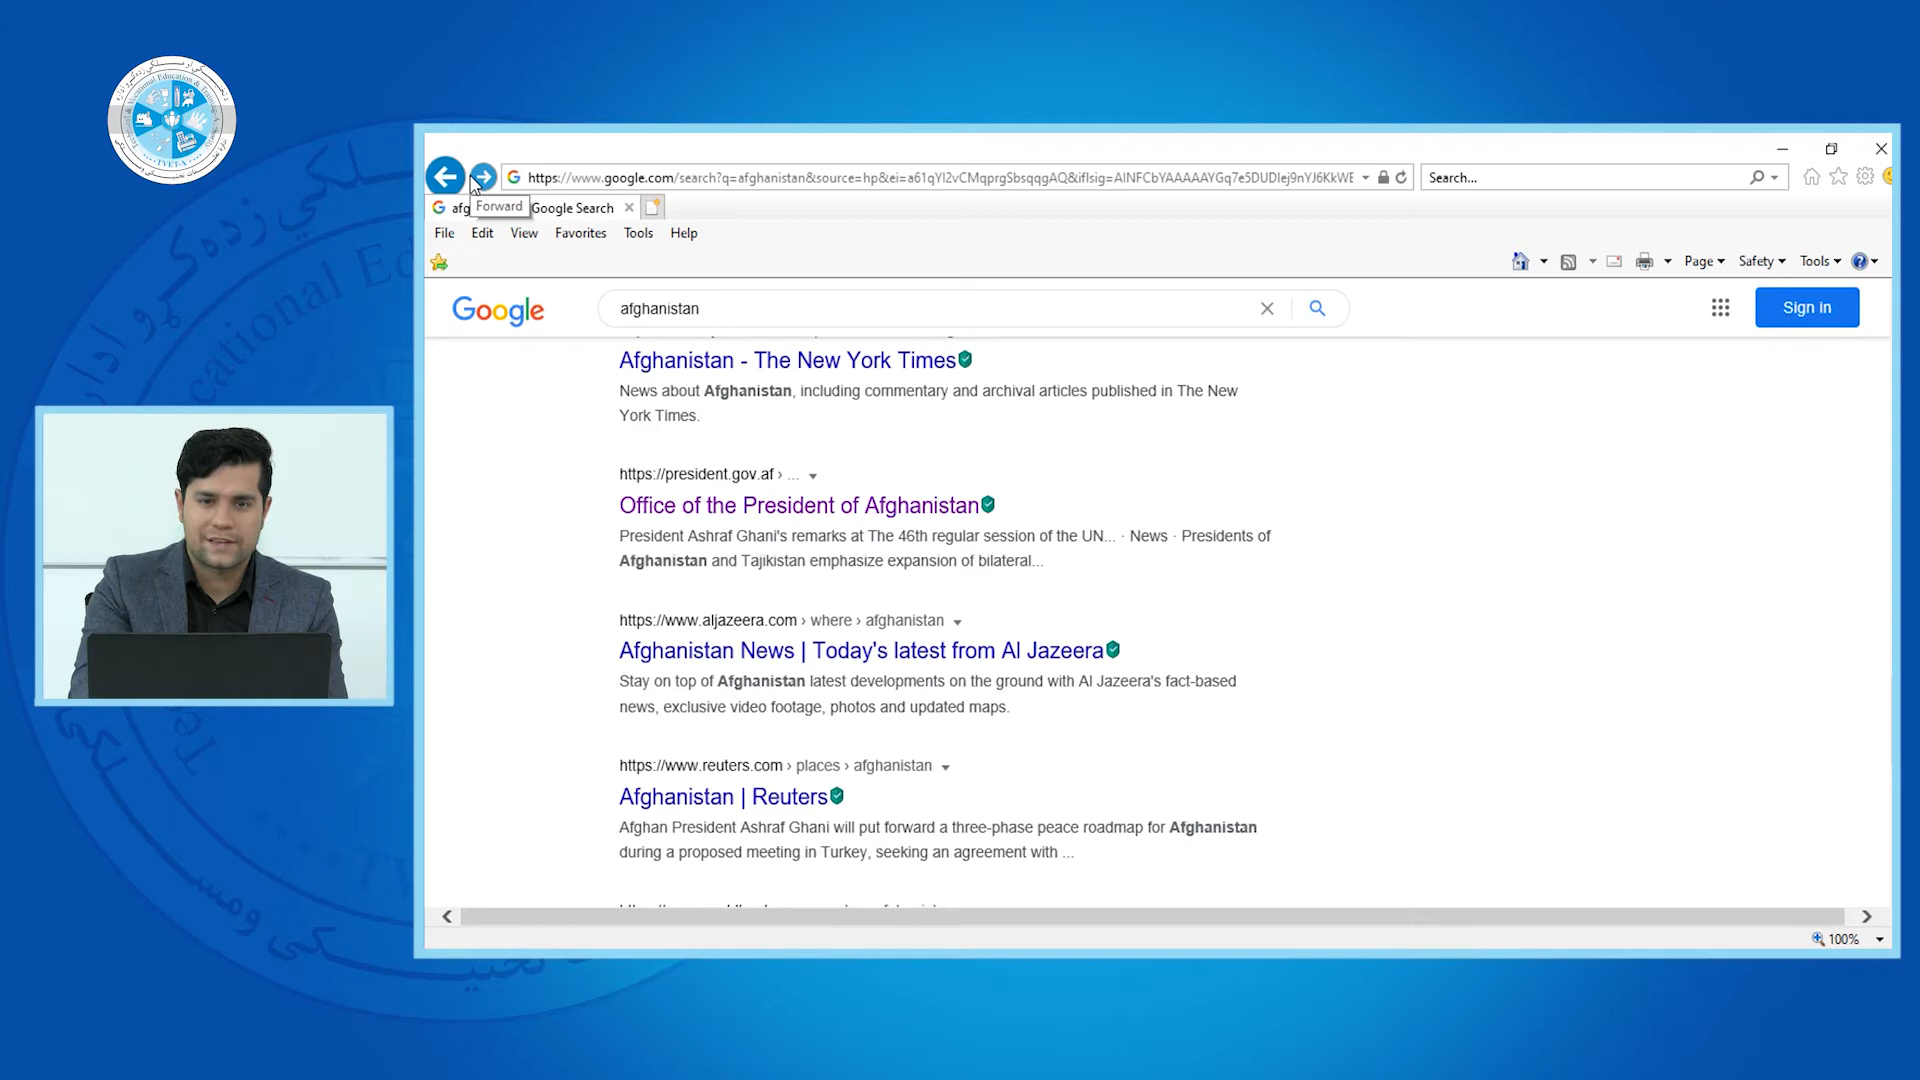 Technical & Vocational Education & Training-Authority
TVET-A
https://www.google.com/search?q=afghanistan&source=hp&ei=
Search...
Forward
Google Search
File Edit View Favorites Tools Help
Page Safety Tools
Google
afghanistan
Sign in
Afghanistan - The New York Times
News about Afghanistan, including commentary and archival articles published in The New
York Times.
https://president.gov.af › ...
Office of the President of Afghanistan
President Ashraf Ghani's remarks at The 46th regular session of the UN... · News · Presidents of
Afghanistan and Tajikistan emphasize expansion of bilateral...
https://www.aljazeera.com › where › afghanistan
Afghanistan News | Today's latest from Al Jazeera
Stay on top of Afghanistan latest developments on the ground with Al Jazeera's fact-based
news, exclusive video footage, photos and updated maps.
https://www.reuters.com › places › afghanistan
Afghanistan | Reuters
Afghan President Ashraf Ghani will put forward a three-phase peace roadmap for Afghanistan
during a proposed meeting in Turkey, seeking an agreement with ...
100%